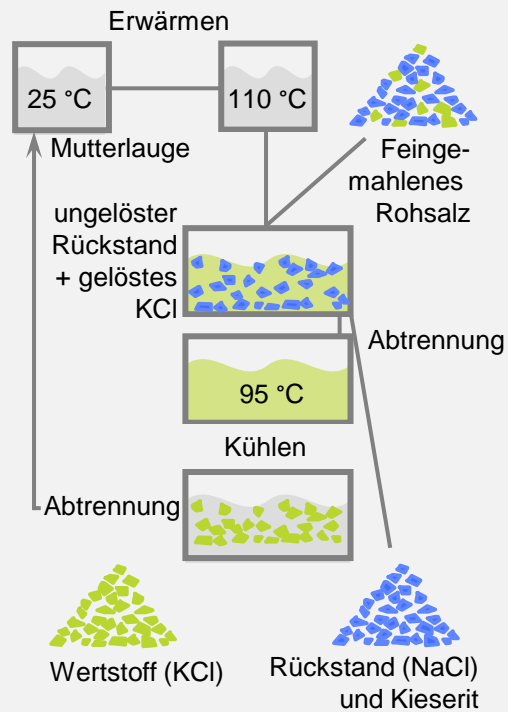 Erwärmen
25 °C
110 °C
Mutterlauge
Feinge-
mahlenes
Rohsalz
ungelöster
Rückstand
+ gelöstes
KCl
Abtrennung
95 °C
Kühlen
Abtrennung
Wertstoff (KCl)
Rückstand (NaCl)
und Kieserit